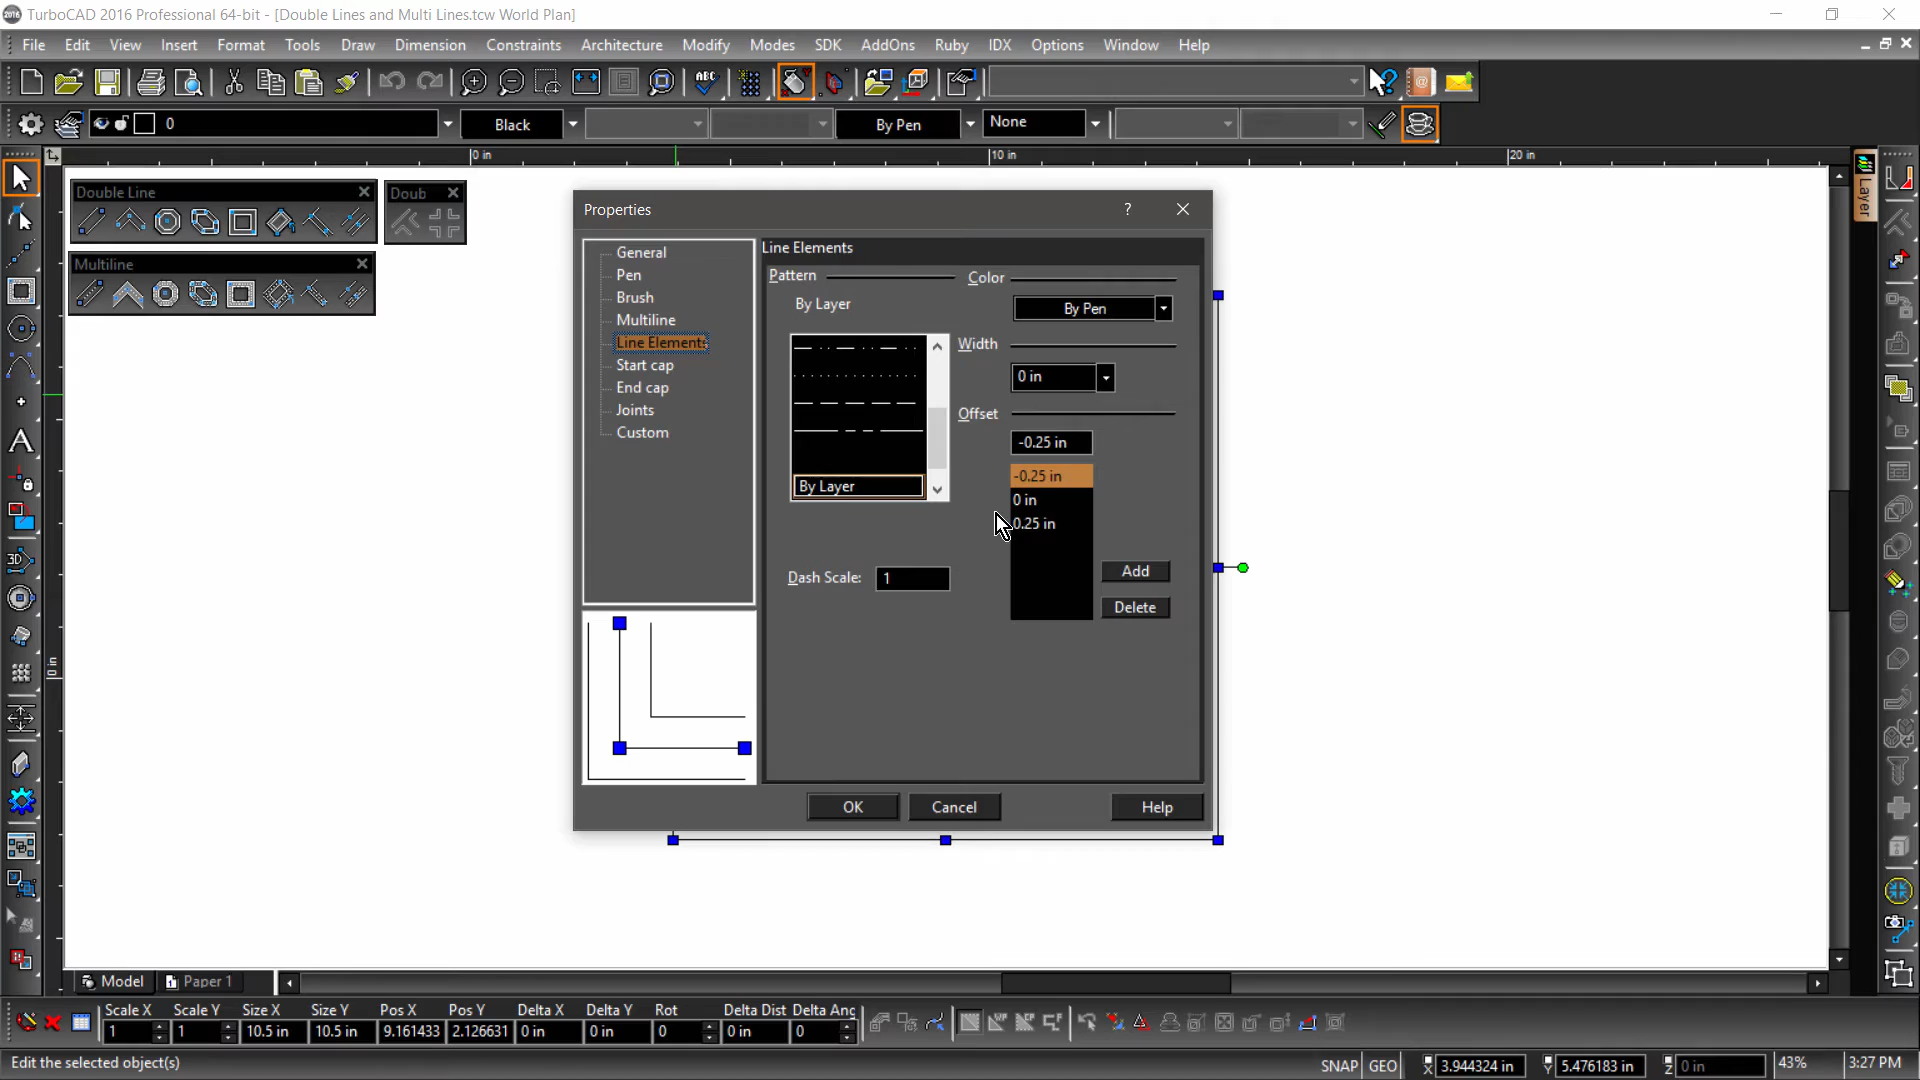 2016 TurboCAD 2016 Professional 64-bit - [Double Lines and Multi Lines.tcw World Plan]
File Edit View Insert Format Tools Draw Dimension Constraints Architecture Modify Modes SDK AddOns Ruby IDX Options Window Help
ABC
0 Black By Pen None
0 in 10 in 20 in
Layer
Double Line Doub
Multiline
Properties ?
General
Pen
Brush
Multiline
Line Elements
Start cap
End cap
Joints
Custom
Line Elements
Pattern
By Layer
By Layer
Dash Scale: 1
Color
By Pen
Width
0 in
Offset
-0.25 in
-0.25 in
0 in
0.25 in
Add
Delete
OK Cancel Help
A
3D
0 in
Model Paper 1
Scale X Scale Y Size X Size Y Pos X Pos Y Delta X Delta Y Rot Delta Dist Delta Ang
1 1 10.5 in 10.5 in 9.161433 2.126631 0 in 0 in 0 0 in 0
Edit the selected object(s)
SNAP GEO X 3.944324 in Y 5.476183 in Z 0 in 43% 3:27 PM